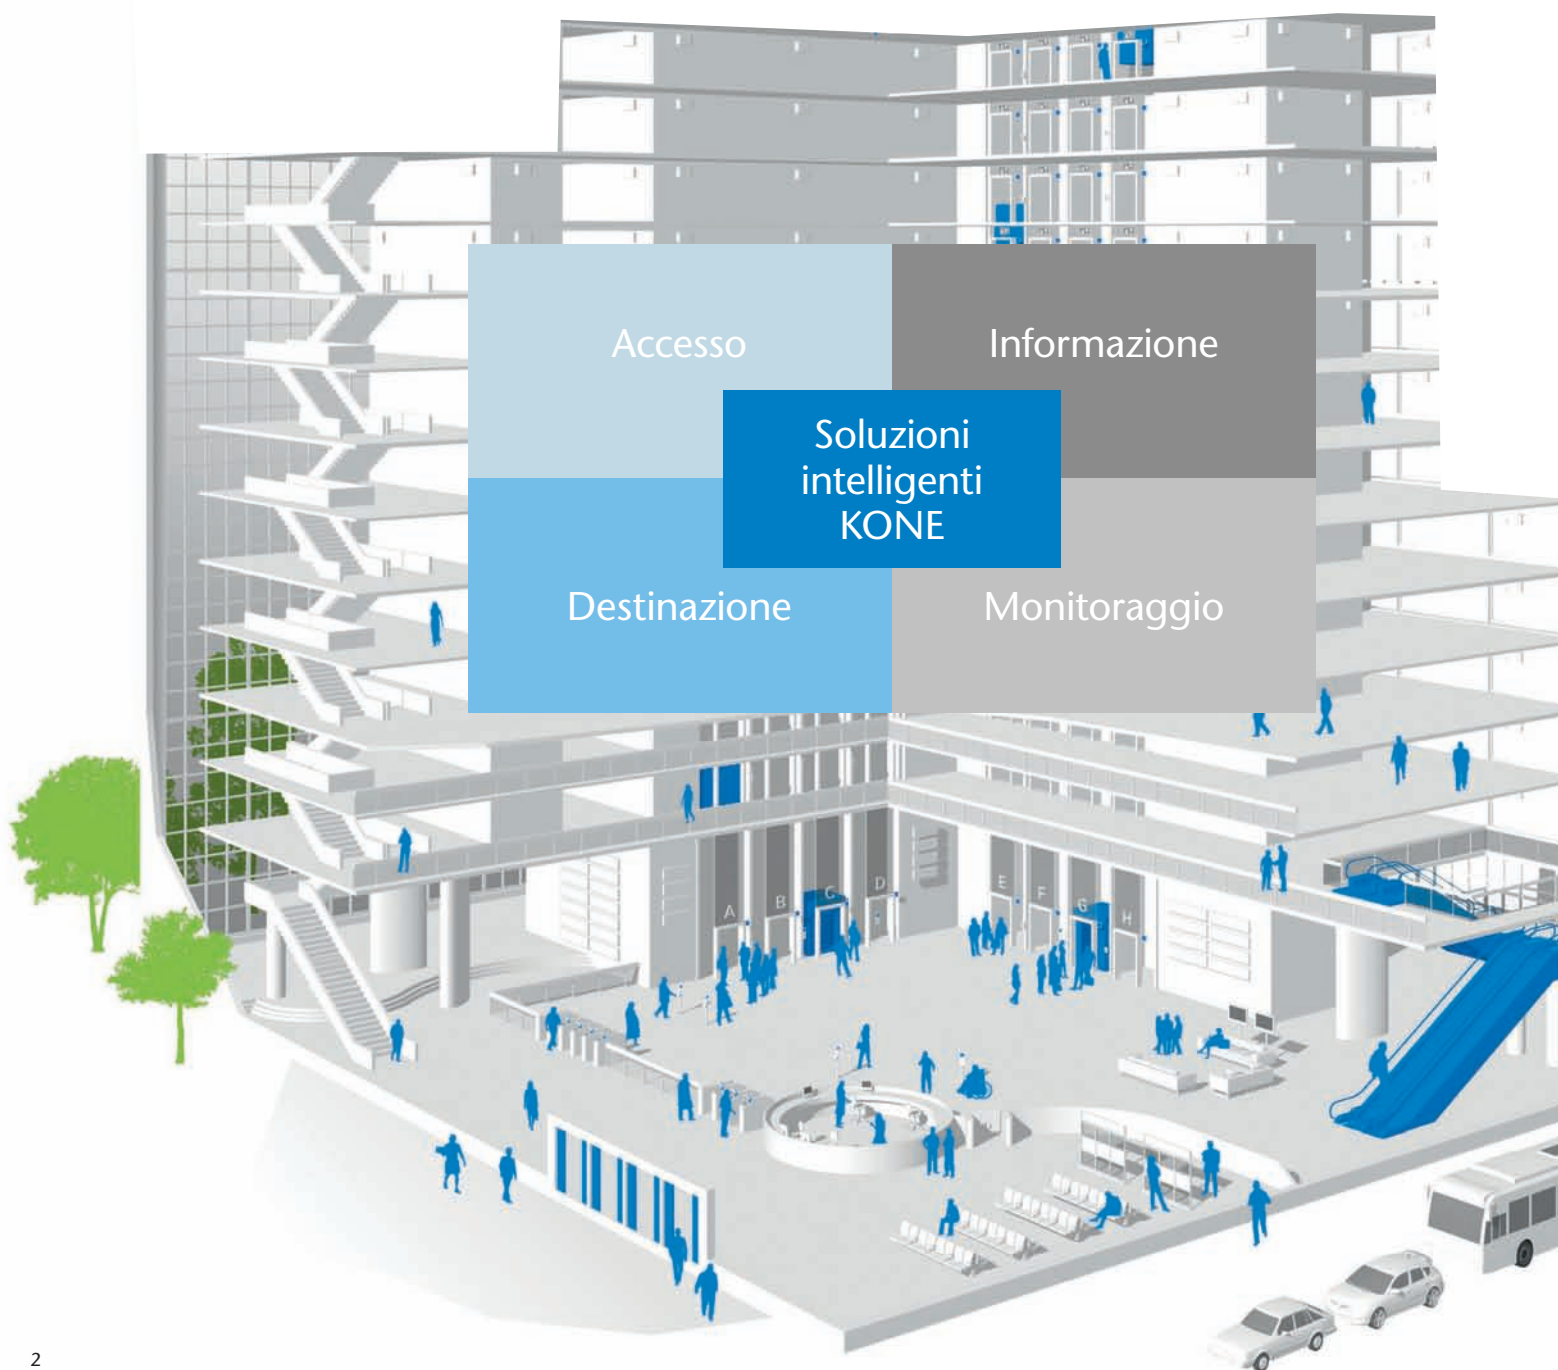 Accesso
Informazione
Soluzioni
intelligenti
KONE
Destinazione
Monitoraggio
A
B
C
D
E
F
G
H
2